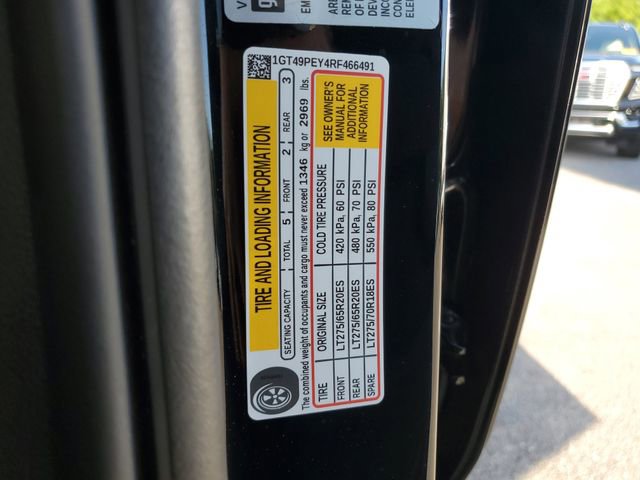 1GT49PEY4RF466491
TIRE AND LOADING INFORMATION
SEATING CAPACITY TOTAL 5 FRONT 2 REAR 3
The combined weight of occupants and cargo must never exceed 1346 kg or 2969 lbs.
TIRE ORIGINAL SIZE COLD TIRE PRESSURE
FRONT LT275/65R20ES 420 kPa, 60 PSI
REAR LT275/65R20ES 480 kPa, 70 PSI
SPARE LT275/70R18ES 550 kPa, 80 PSI
SEE OWNER'S
MANUAL FOR
ADDITIONAL
INFORMATION